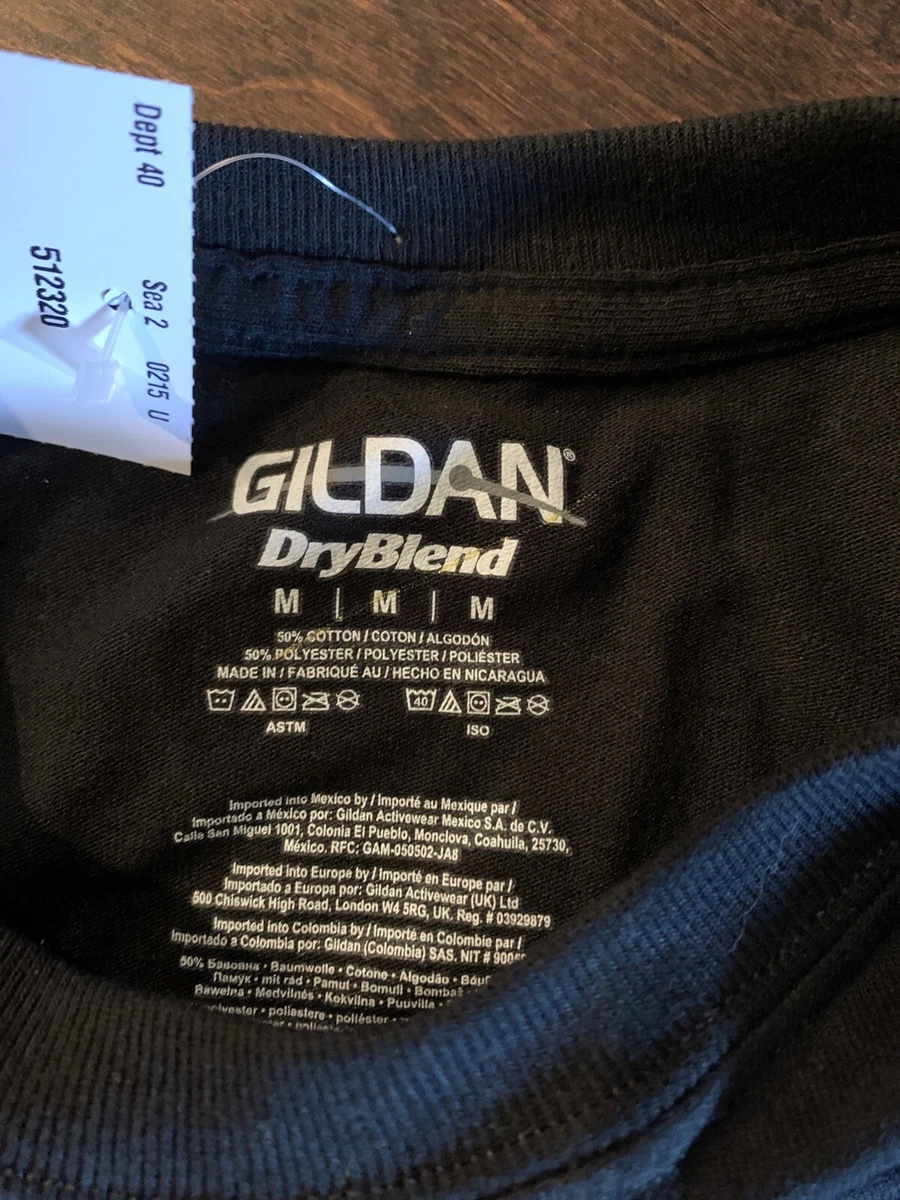 Dept 40
Sea 2 0215 U
512320
GILDAN®
DryBlend
M | M | M
50% COTTON / COTON / ALGODÓN
50% POLYESTER / POLYESTER / POLIÉSTER
MADE IN / FABRIQUÉ AU / HECHO EN NICARAGUA
40
ASTM ISO
Imported into Mexico by / Importé au Mexique par /
Importado a México por: Gildan Activewear Mexico S.A. de C.V.
Calle San Miguel 1001, Colonia El Pueblo, Monclova, Coahuila, 25730,
México. RFC: GAM-050502-JA8
Imported into Europe by / Importé en Europe par /
Importado a Europa por: Gildan Activewear (UK) Ltd
500 Chiswick High Road, London W4 5RG, UK. Reg. # 03929879
Imported into Colombia by / Importé en Colombie par /
Importado a Colombia por: Gildan (Colombia) SAS. NIT #
50% Бавовна • Baumwolle • Cotone • Algodão •
Памук • mit rád • Pamut • Bomull •
Bawełna • Medvilnės • Kokvilna • Puuvilla •
poliestere • poliéster •